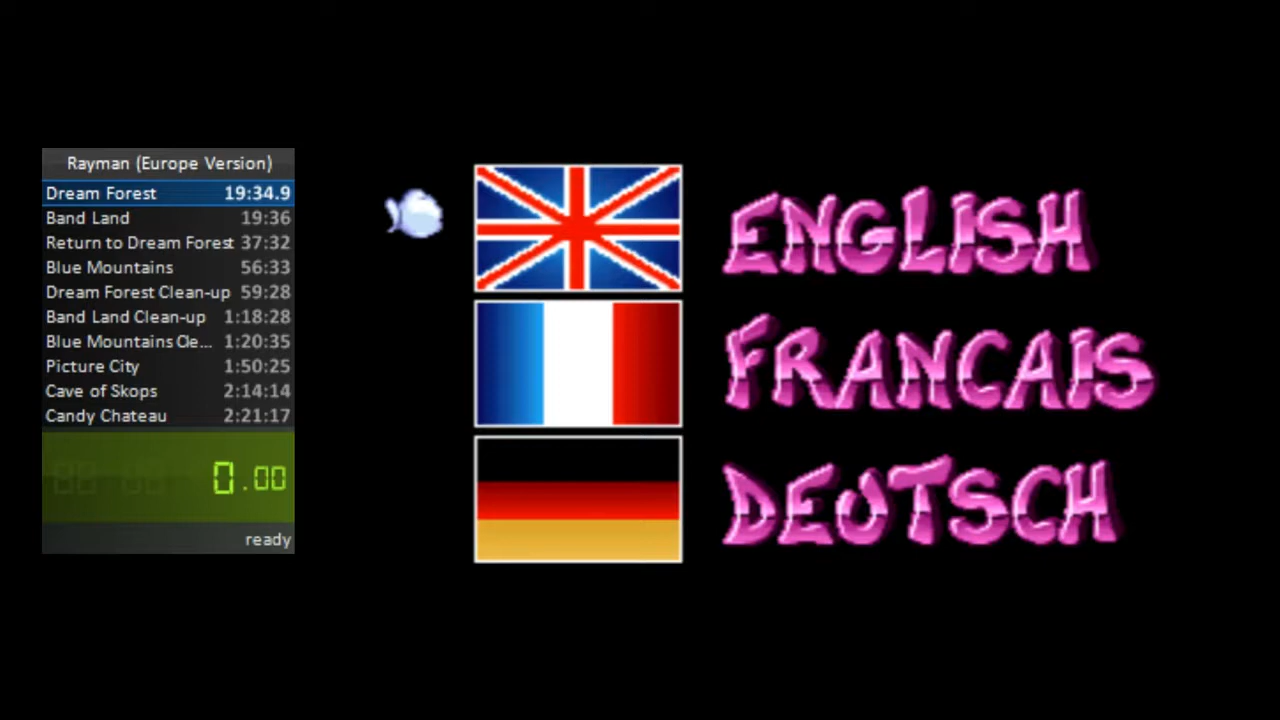 Rayman (Europe Version)
Dream Forest 19:34.9
Band Land 19:36
Return to Dream Forest 37:32
Blue Mountains 56:33
Dream Forest Clean-up 59:28
Band Land Clean-up 1:18:28
Blue Mountains Cle... 1:20:35
Picture City 1:50:25
Cave of Skops 2:14:14
Candy Chateau 2:21:17
0.00
ready
ENGLISH
FRANCAIS
DEUTSCH